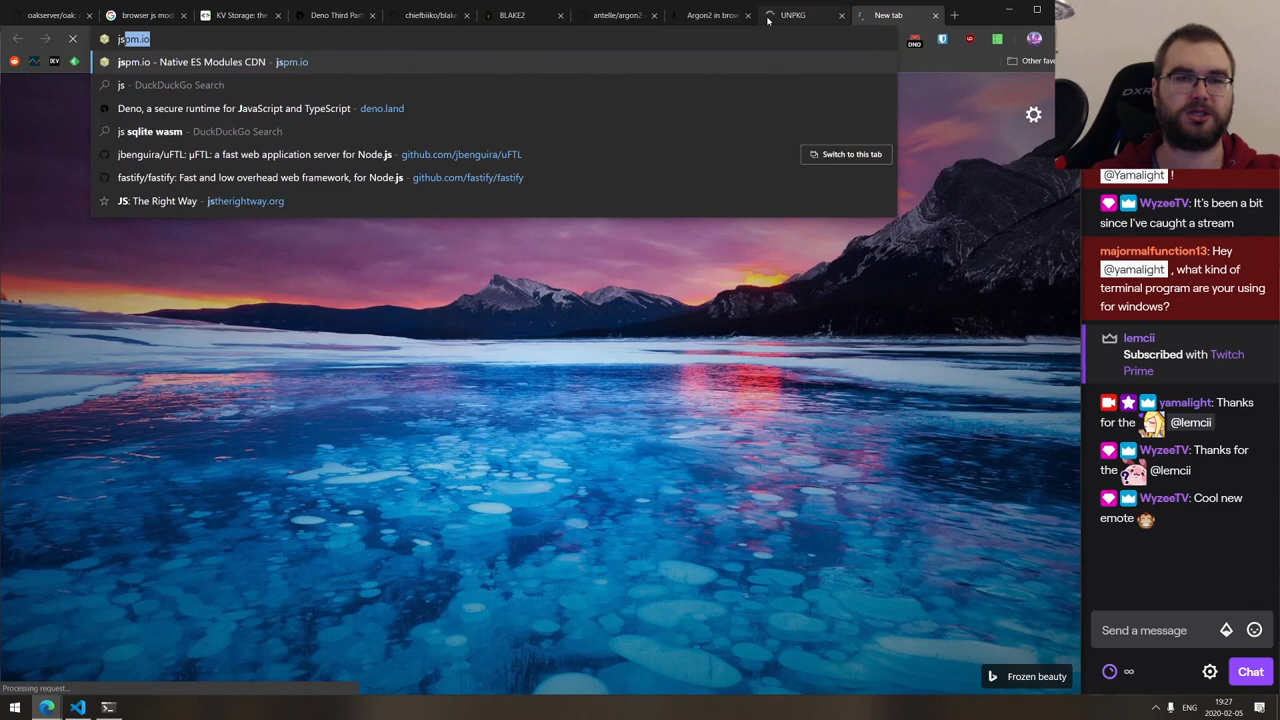 oakserver/oak:
browser js mod
KV Storage: the
Deno Third Part
chiefbiiko/blake
BLAKE2
antelle/argon2
Argon2 in brow
UNPKG
New tab
jspm.io
DND
DEV
Other fav
jspm.io - Native ES Modules CDN - jspm.io
js - DuckDuckGo Search
Deno, a secure runtime for JavaScript and TypeScript - deno.land
js sqlite wasm - DuckDuckGo Search
jbenguira/uFTL: µFTL: a fast web application server for Node.js - github.com/jbenguira/uFTL
Switch to this tab
fastify/fastify: Fast and low overhead web framework, for Node.js - github.com/fastify/fastify
JS: The Right Way - jstherightway.org
DXR
@Yamalight !
WyzeeTV: It's been a bit
since I've caught a stream
majormalfunction13: Hey
@yamalight , what kind of
terminal program are your using
for windows?
lemcii
Subscribed with Twitch
Prime
yamalight: Thanks
for the @lemcii
WyzeeTV: Thanks for
the @lemcii
WyzeeTV: Cool new
emote
Send a message
∞
Chat
Frozen beauty
Processing request...
ENG
19:27
2020-02-05